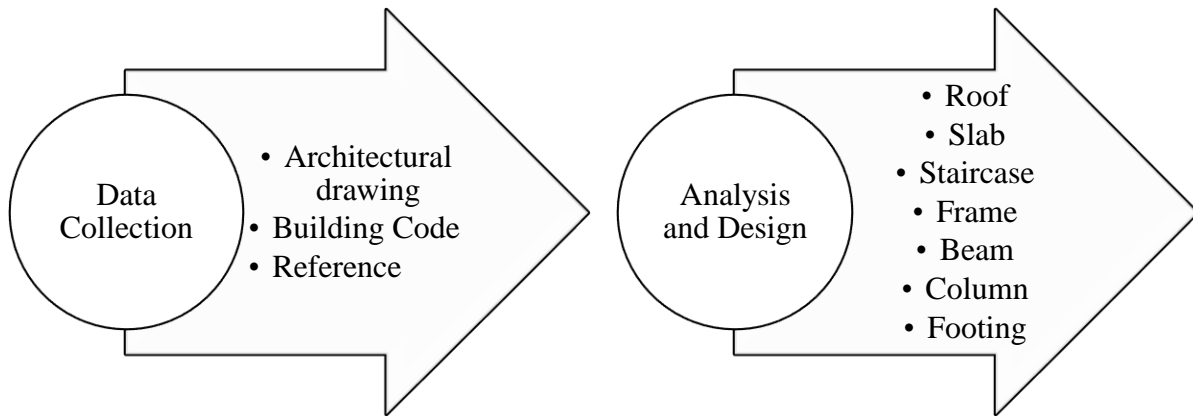 Data
Collection
• Architectural
drawing
• Building Code
• Reference
Analysis
and Design
• Roof
• Slab
• Staircase
• Frame
• Beam
• Column
• Footing